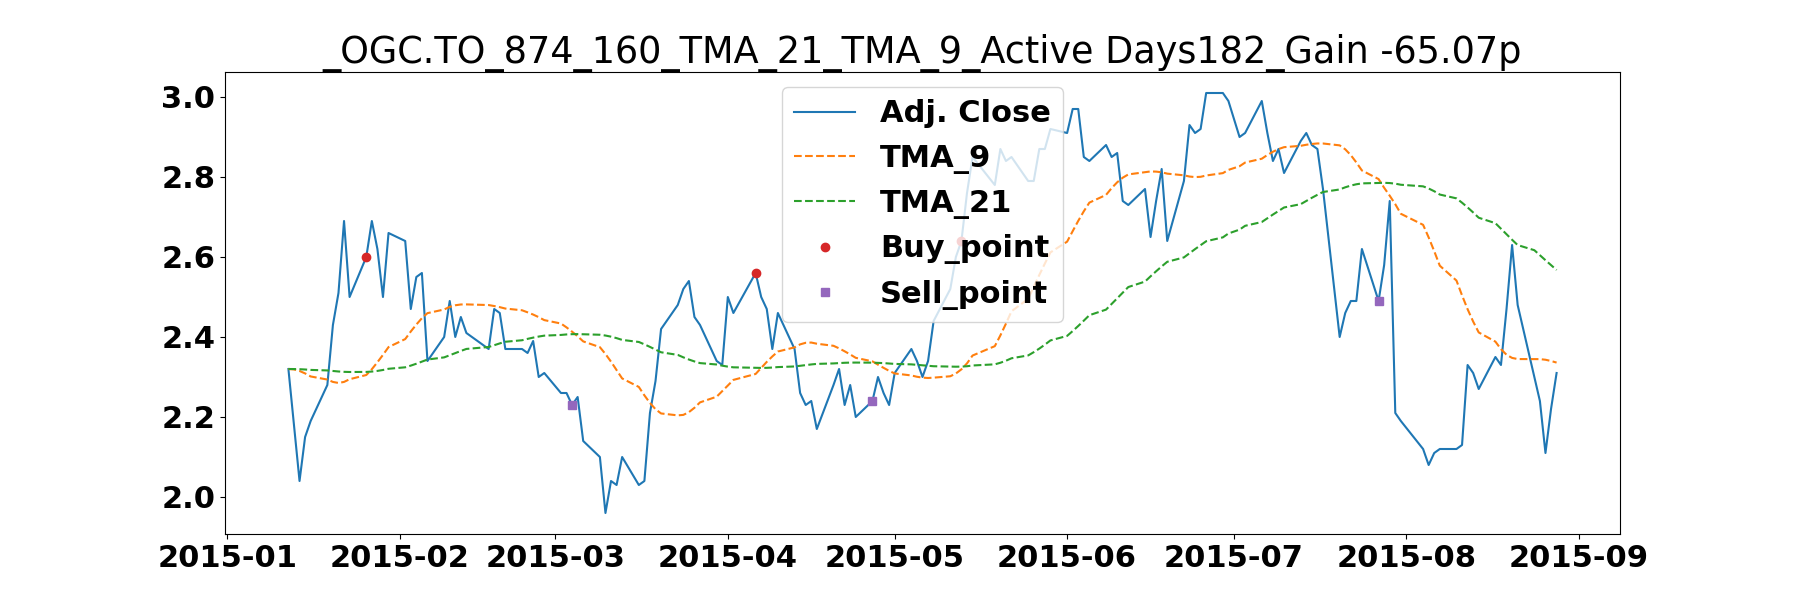 _OGC.TO_874_160_TMA_21_TMA_9_Active Days182_Gain -65.07p
Adj. Close
TMA_9
TMA_21
Buy_point
Sell_point
3.0
2.8
2.6
2.4
2.2
2.0
2015-01 2015-02 2015-03 2015-04 2015-05 2015-06 2015-07 2015-08 2015-09